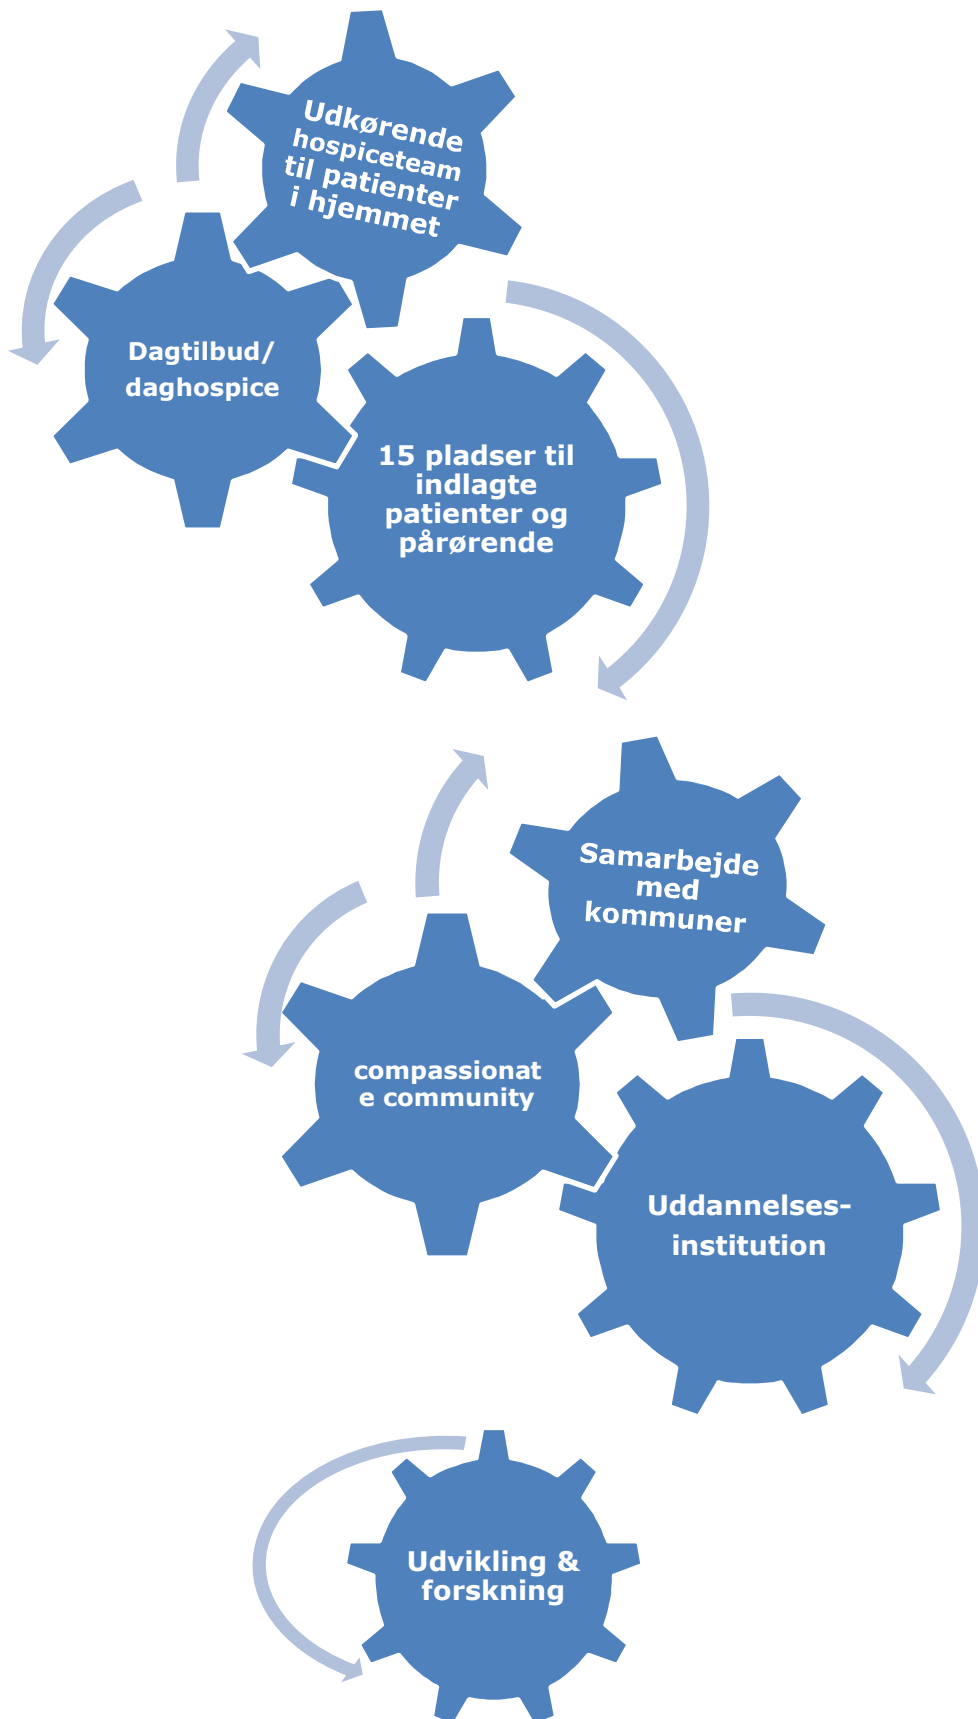 Udkørende
hospiceteam
til patienter
i hjemmet
Dagtilbud/
daghospice
15 pladser til
indlagte
patienter og
pårørende
Samarbejde
med
kommuner
compassionat
e community
Uddannelses-
institution
Udvikling &
forskning